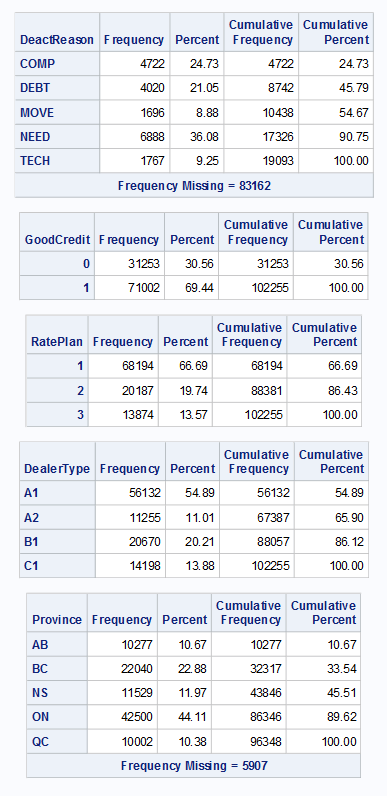 Cumulative Cumulative
DeactReason Frequency Percent Frequency Percent
COMP 4722 24.73 4722 24.73
DEBT 4020 21.05 8742 45.79
MOVE 1696 8.88 10438 54.67
NEED 6888 36.08 17326 90.75
TECH 1767 9.25 19093 100.00
Frequency Missing = 83162
Cumulative Cumulative
GoodCredit Frequency Percent Frequency Percent
0 31253 30.56 31253 30.56
1 71002 69.44 102255 100.00
Cumulative Cumulative
RatePlan Frequency Percent Frequency Percent
1 68194 66.69 68194 66.69
2 20187 19.74 88381 86.43
3 13874 13.57 102255 100.00
Cumulative Cumulative
DealerType Frequency Percent Frequency Percent
A1 56132 54.89 56132 54.89
A2 11255 11.01 67387 65.90
B1 20670 20.21 88057 86.12
C1 14198 13.88 102255 100.00
Cumulative Cumulative
Province Frequency Percent Frequency Percent
AB 10277 10.67 10277 10.67
BC 22040 22.88 32317 33.54
NS 11529 11.97 43846 45.51
ON 42500 44.11 86346 89.62
QC 10002 10.38 96348 100.00
Frequency Missing = 5907